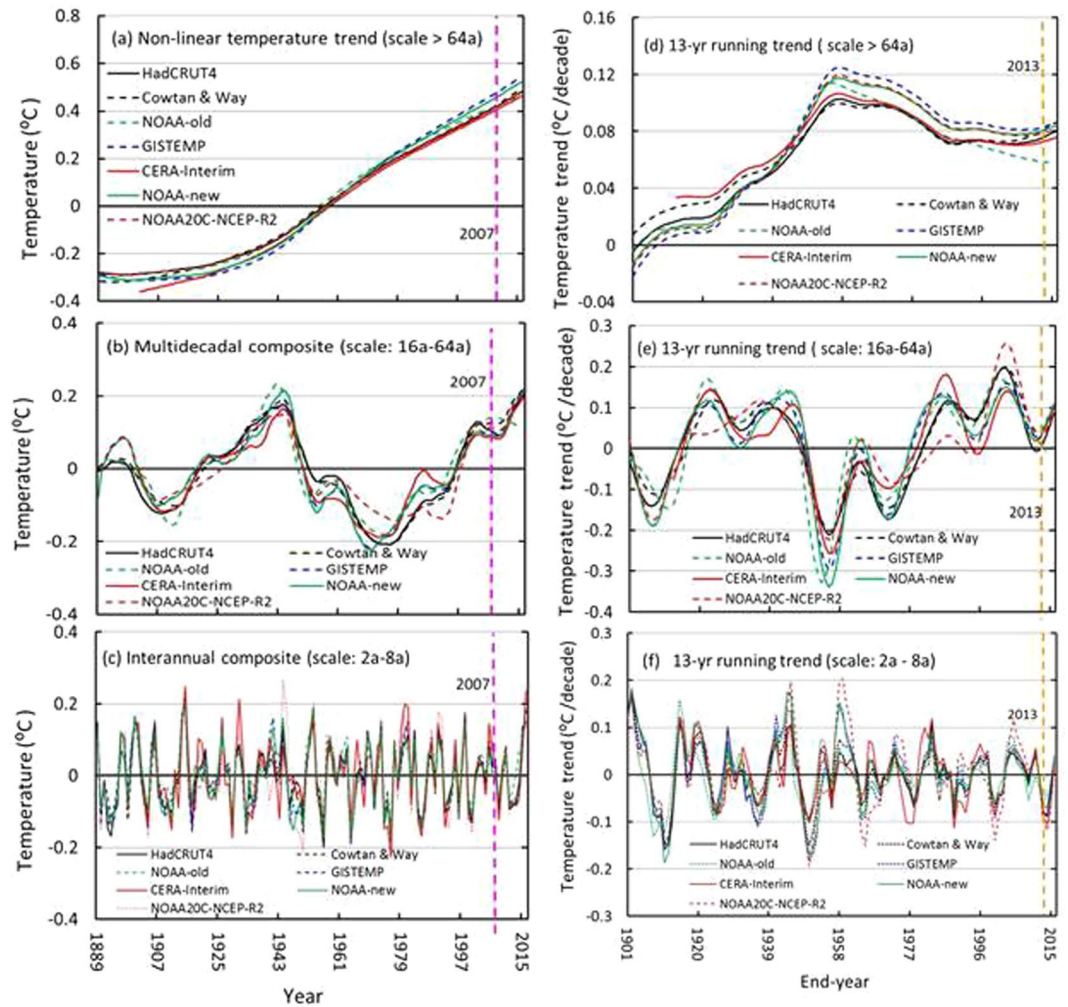 (a) Non-linear temperature trend (scale > 64a)
0.8
0.6
0.4
0.2
0
-0.2
-0.4
Temperature (ºC)
HadCRUT4
Cowtan & Way
NOAA-old
GISTEMP
CERA-Interim
NOAA-new
NOAA20C-NCEP-R2
2007
(d) 13-yr running trend ( scale > 64a)
0.16
0.12
0.08
0.04
0
-0.04
Temperature trend (ºC /decade)
2013
HadCRUT4
Cowtan & Way
NOAA-old
GISTEMP
CERA-Interim
NOAA-new
NOAA20C-NCEP-R2
(b) Multidecadal composite (scale: 16a-64a)
0.4
0.2
0
-0.2
-0.4
Temperature (ºC)
2007
HadCRUT4
Cowtan & Way
NOAA-old
GISTEMP
CERA-Interim
NOAA-new
NOAA20C-NCEP-R2
(e) 13-yr running trend ( scale: 16a-64a)
0.3
0.2
0.1
0
-0.1
-0.2
-0.3
-0.4
Temperature trend (ºC /decade)
2013
HadCRUT4
Cowtan & Way
NOAA-old
GISTEMP
CERA-Interim
NOAA-new
NOAA20C-NCEP-R2
(c) Interannual composite (scale: 2a-8a)
0.4
0.2
0
-0.2
-0.4
Temperature (ºC)
2007
HadCRUT4
Cowtan & Way
NOAA-old
GISTEMP
CERA-Interim
NOAA-new
NOAA20C-NCEP-R2
1889
1907
1925
1943
1961
1979
1997
2015
Year
(f) 13-yr running trend (scale: 2a - 8a)
0.3
0.2
0.1
0
-0.1
-0.2
-0.3
Temperature trend (ºC /decade)
2013
HadCRUT4
Cowtan & Way
NOAA-old
GISTEMP
CERA-Interim
NOAA-new
NOAA20C-NCEP-R2
1901
1920
1939
1958
1977
1996
2015
End-year